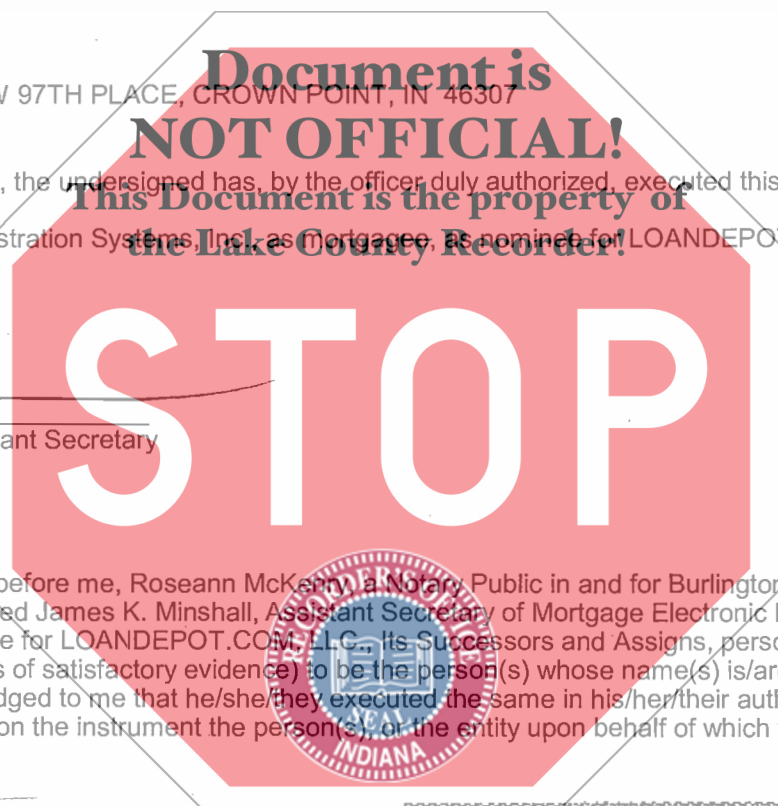 Document is
97TH PLACE, CROWN POINT, IN 46307
NOT OFFICIAL!
, the undersigned has, by the officer duly authorized, executed this
This Document is the property of
stration Systems, Inc., as mortgagee, as nominee for LOANDEPO
the Lake County Recorder!
STOP
ant Secretary
before me, Roseann McKenny, a Notary Public in and for Burlington
ed James K. Minshall, Assistant Secretary of Mortgage Electronic
e for LOANDEPOT.COM, LLC, Its Successors and Assigns, perso
s of satisfactory evidence) to be the person(s) whose name(s) is/ar
dged to me that he/she/they executed the same in his/her/their auth
on the instrument the person(s), or the entity upon behalf of which
RECORDER'S OFFICE
SEAL
INDIANA